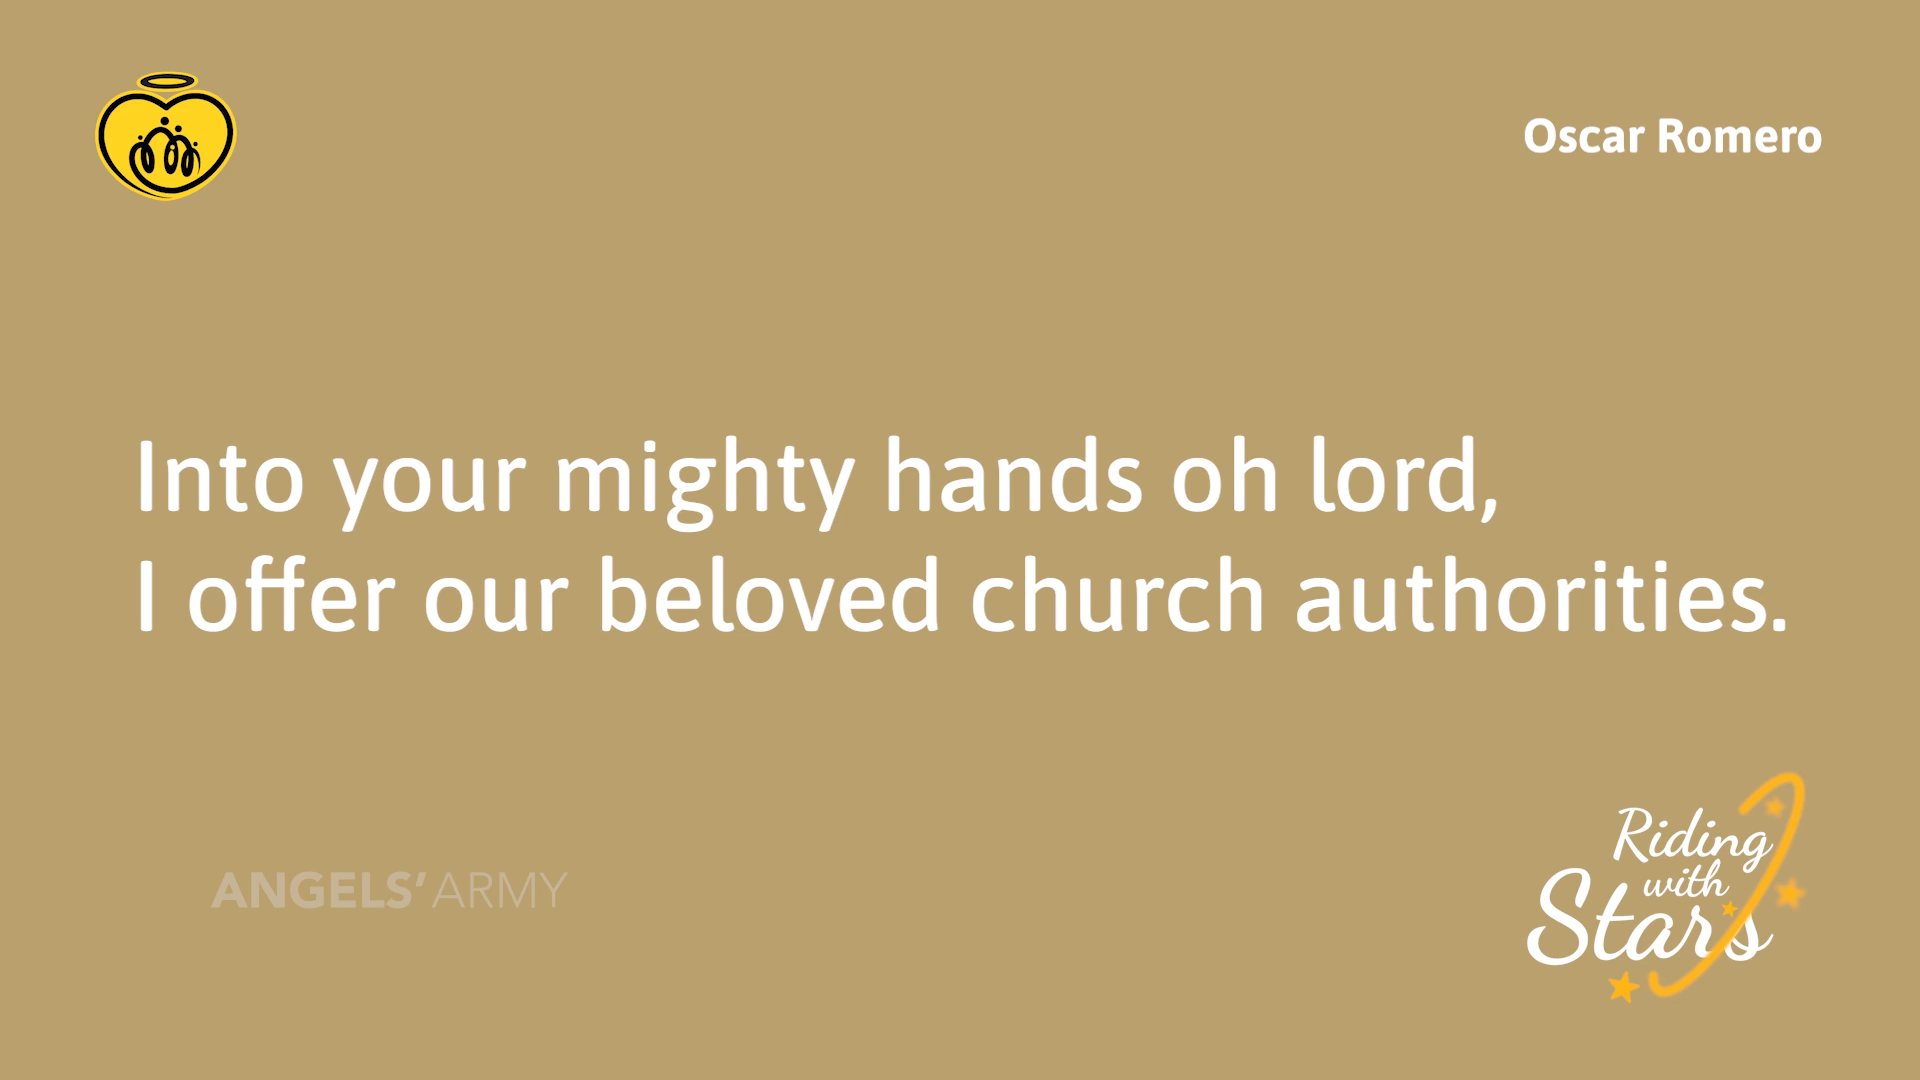 Oscar Romero
Into your mighty hands oh lord,
I offer our beloved church authorities.
ANGELS’ARMY
Riding
with
Stars